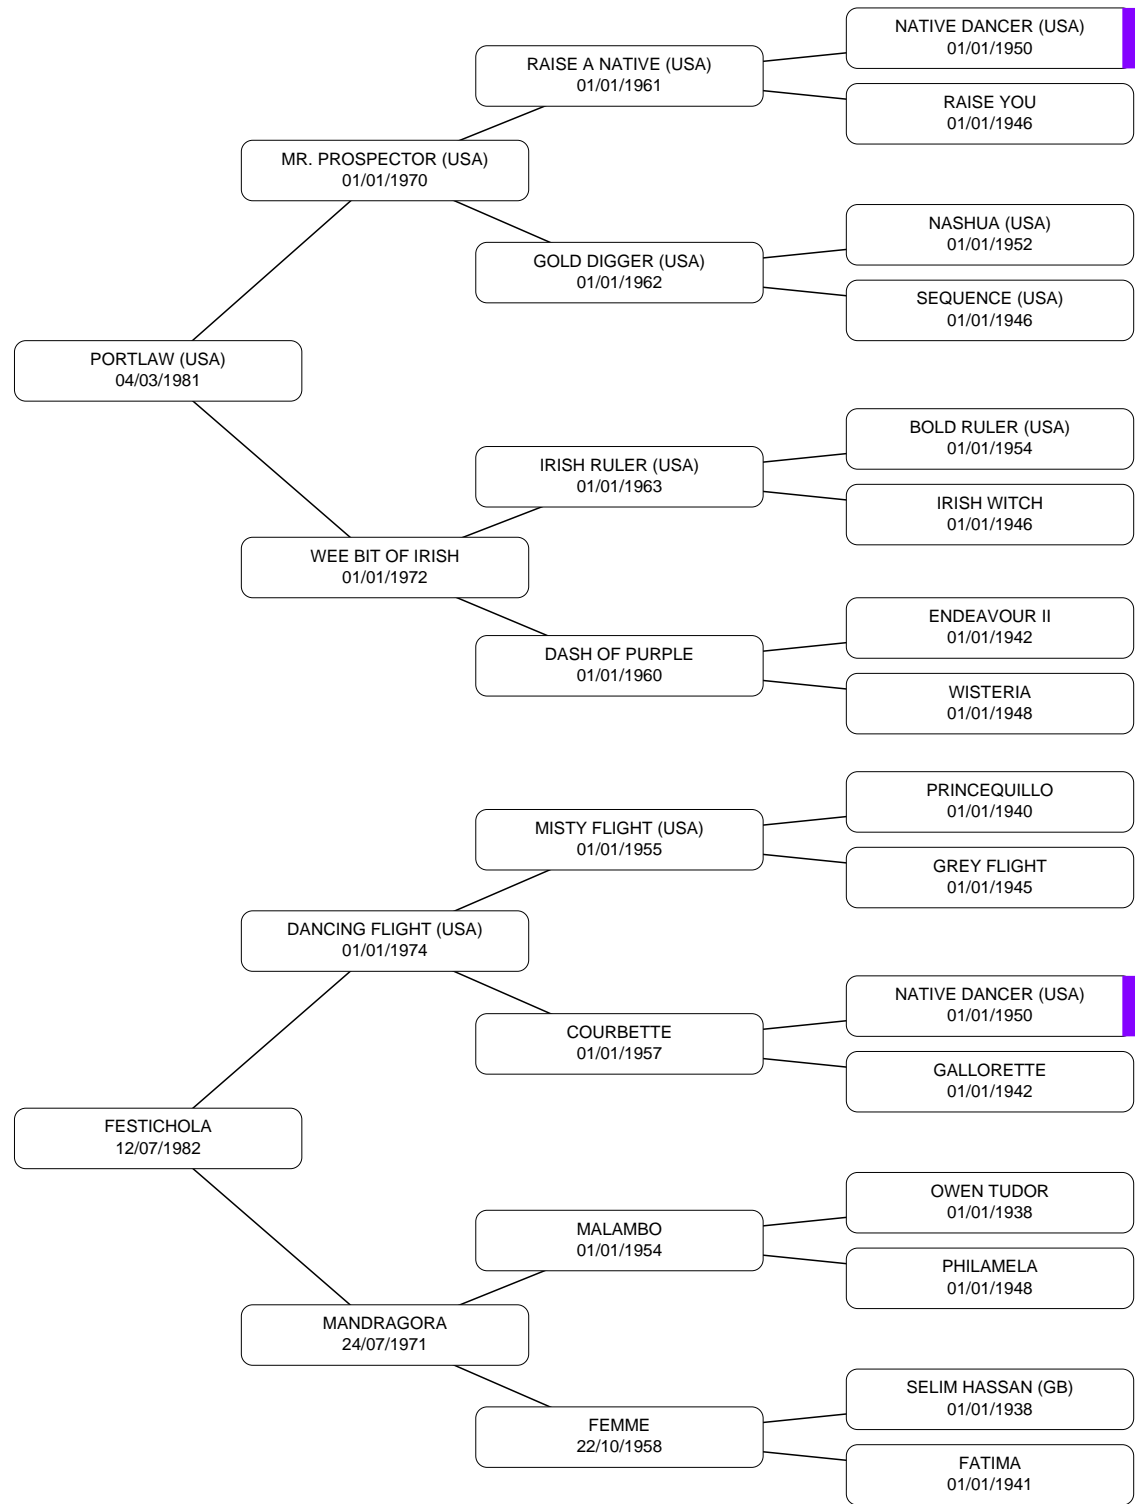 NATIVE DANCER (USA)
01/01/1950
RAISE A NATIVE (USA)
01/01/1961
RAISE YOU
01/01/1946
MR. PROSPECTOR (USA)
01/01/1970
NASHUA (USA)
01/01/1952
GOLD DIGGER (USA)
01/01/1962
SEQUENCE (USA)
01/01/1946
PORTLAW (USA)
04/03/1981
BOLD RULER (USA)
01/01/1954
IRISH RULER (USA)
01/01/1963
IRISH WITCH
01/01/1946
WEE BIT OF IRISH
01/01/1972
ENDEAVOUR II
01/01/1942
DASH OF PURPLE
01/01/1960
WISTERIA
01/01/1948
PRINCEQUILLO
01/01/1940
MISTY FLIGHT (USA)
01/01/1955
GREY FLIGHT
01/01/1945
DANCING FLIGHT (USA)
01/01/1974
NATIVE DANCER (USA)
01/01/1950
COURBETTE
01/01/1957
GALLORETTE
01/01/1942
FESTICHOLA
12/07/1982
OWEN TUDOR
01/01/1938
MALAMBO
01/01/1954
PHILAMELA
01/01/1948
MANDRAGORA
24/07/1971
SELIM HASSAN (GB)
01/01/1938
FEMME
22/10/1958
FATIMA
01/01/1941